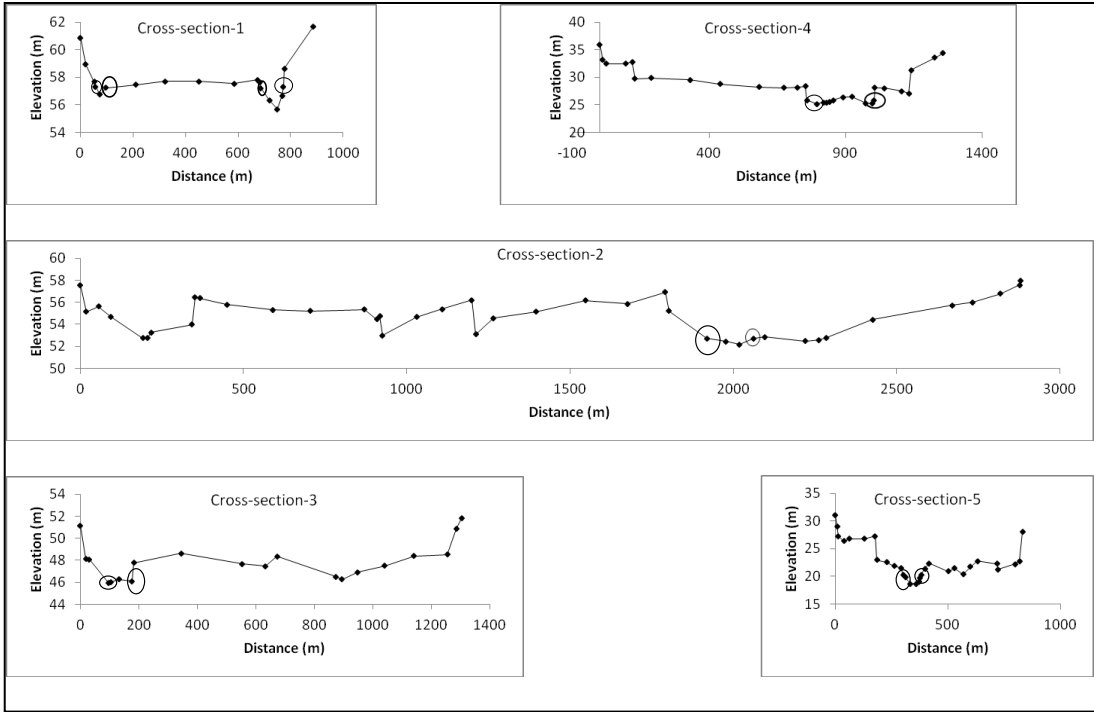 Cross-section-1
Elevation (m)
62
60
58
56
54
0 200 400 600 800 1000
Distance (m)
Cross-section-4
Elevation (m)
40
35
30
25
20
-100 400 900 1400
Distance (m)
Cross-section-2
Elevation (m)
60
58
56
54
52
50
0 500 1000 1500 2000 2500 3000
Distance (m)
Cross-section-3
Elevation (m)
54
52
50
48
46
44
0 200 400 600 800 1000 1200 1400
Distance (m)
Cross-section-5
Elevation (m)
35
30
25
20
15
0 500 1000
Distance (m)